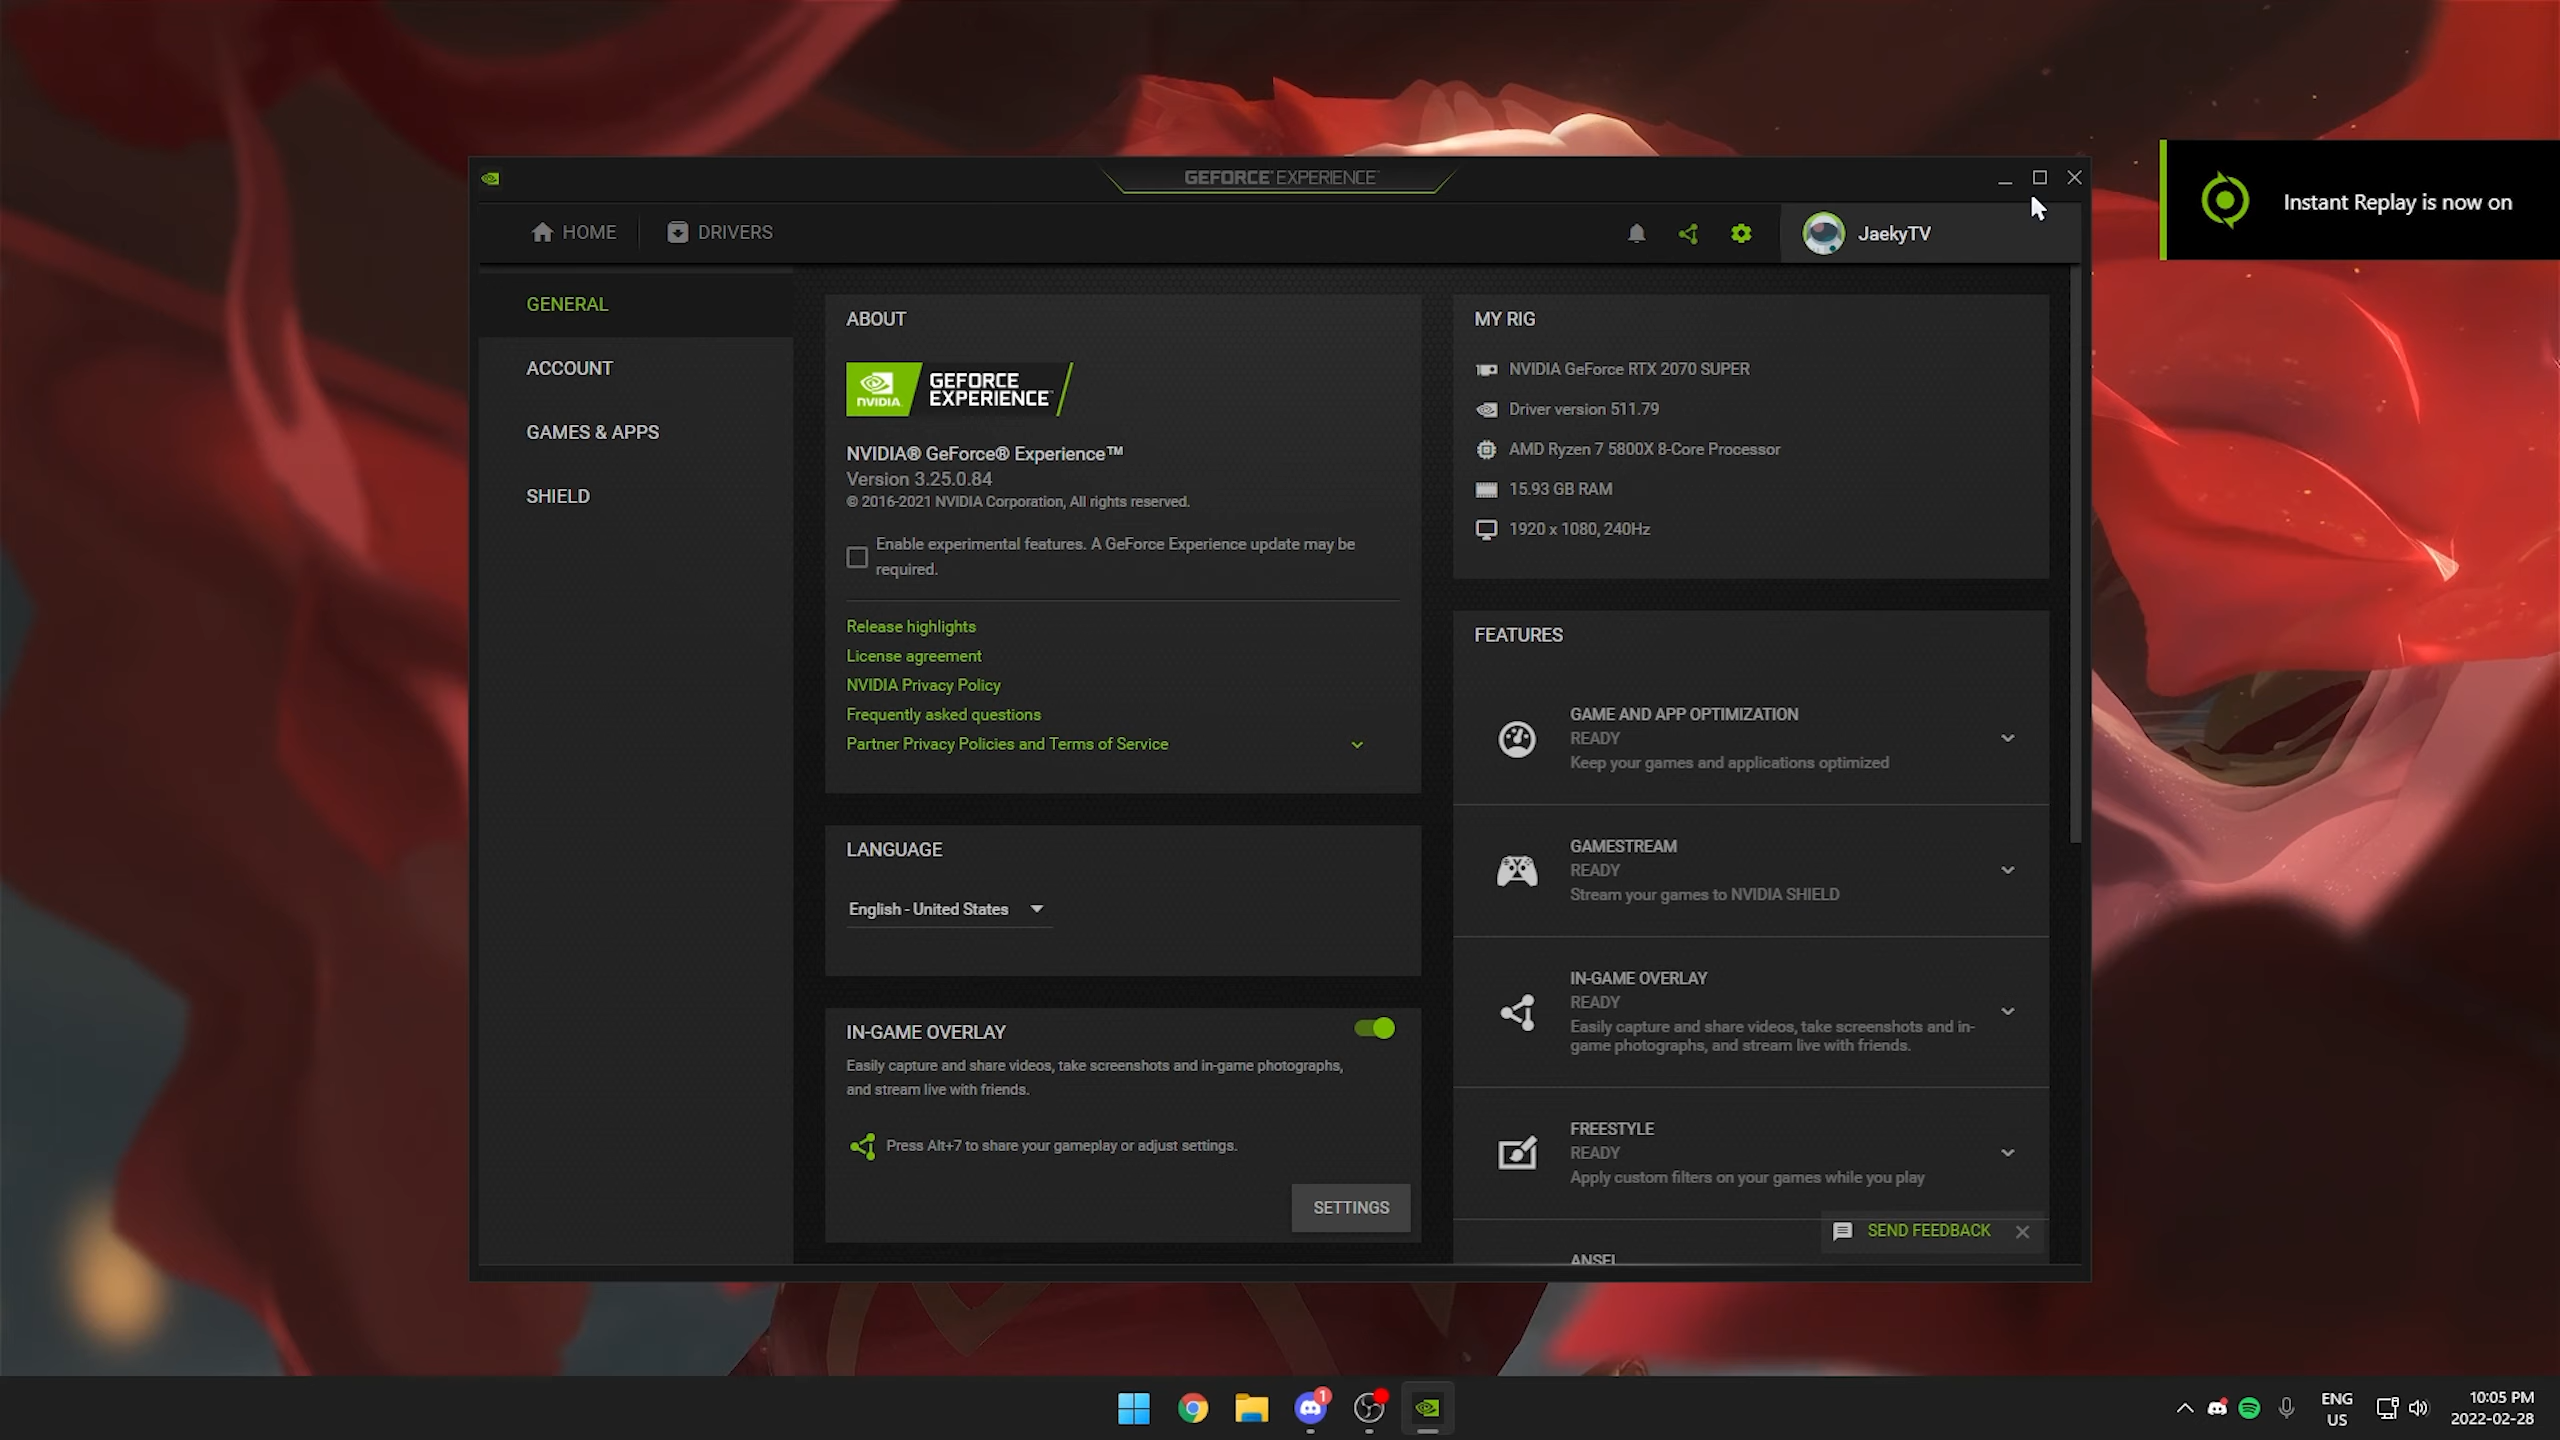 GEFORCE EXPERIENCE
Instant Replay is now on
HOME
DRIVERS
JaekyTV
GENERAL
ACCOUNT
GAMES & APPS
SHIELD
ABOUT
NVIDIA
GEFORCE
EXPERIENCE
NVIDIA® GeForce® Experience™
Version 3.25.0.84
© 2016-2021 NVIDIA Corporation, All rights reserved.
Enable experimental features. A GeForce Experience update may be
required.
Release highlights
License agreement
NVIDIA Privacy Policy
Frequently asked questions
Partner Privacy Policies and Terms of Service
LANGUAGE
English - United States
IN-GAME OVERLAY
Easily capture and share videos, take screenshots and in-game photographs,
and stream live with friends.
Press Alt+7 to share your gameplay or adjust settings.
SETTINGS
MY RIG
NVIDIA GeForce RTX 2070 SUPER
Driver version 511.79
AMD Ryzen 7 5800X 8-Core Processor
15.93 GB RAM
1920 x 1080, 240Hz
FEATURES
GAME AND APP OPTIMIZATION
READY
Keep your games and applications optimized
GAMESTREAM
READY
Stream your games to NVIDIA SHIELD
IN-GAME OVERLAY
READY
Easily capture and share videos, take screenshots and in-
game photographs, and stream live with friends.
FREESTYLE
READY
Apply custom filters on your games while you play
SEND FEEDBACK
ANSEL
1
ENG
US
10:05 PM
2022-02-28